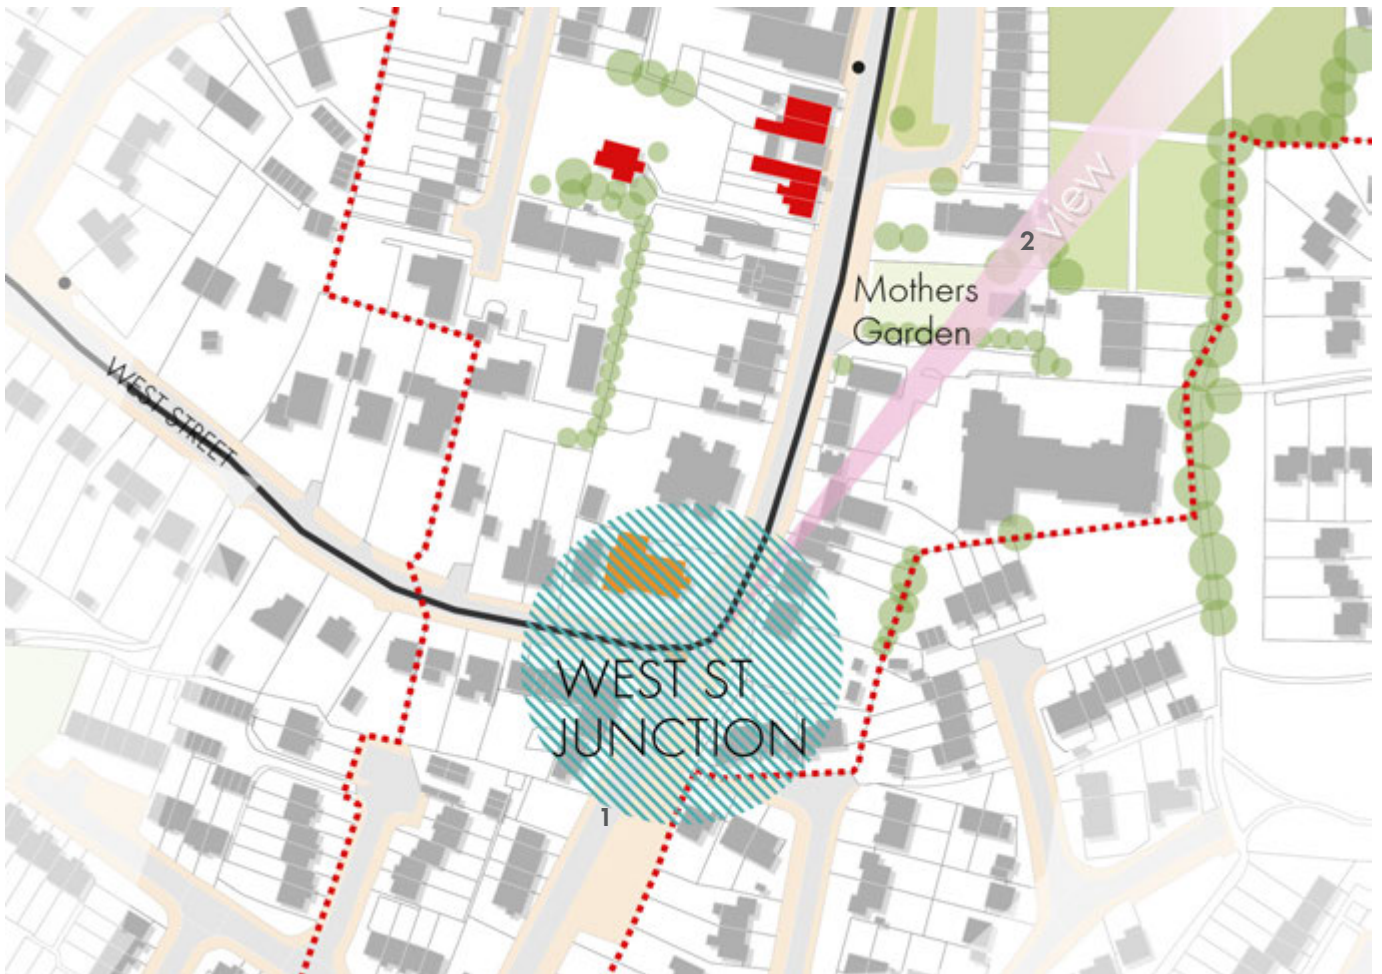 view
2
Mothers
Garden
WEST STREET
WEST ST
JUNCTION
1